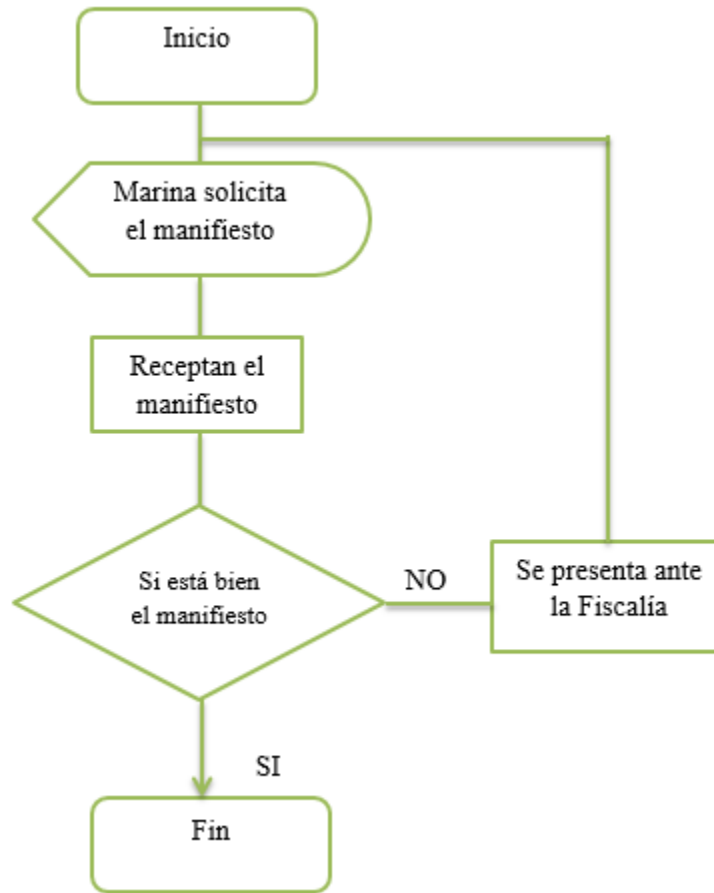 Inicio
Marina solicita
el manifiesto
Receptan el
manifiesto
Si está bien
el manifiesto
NO
Se presenta ante
la Fiscalía
SI
Fin